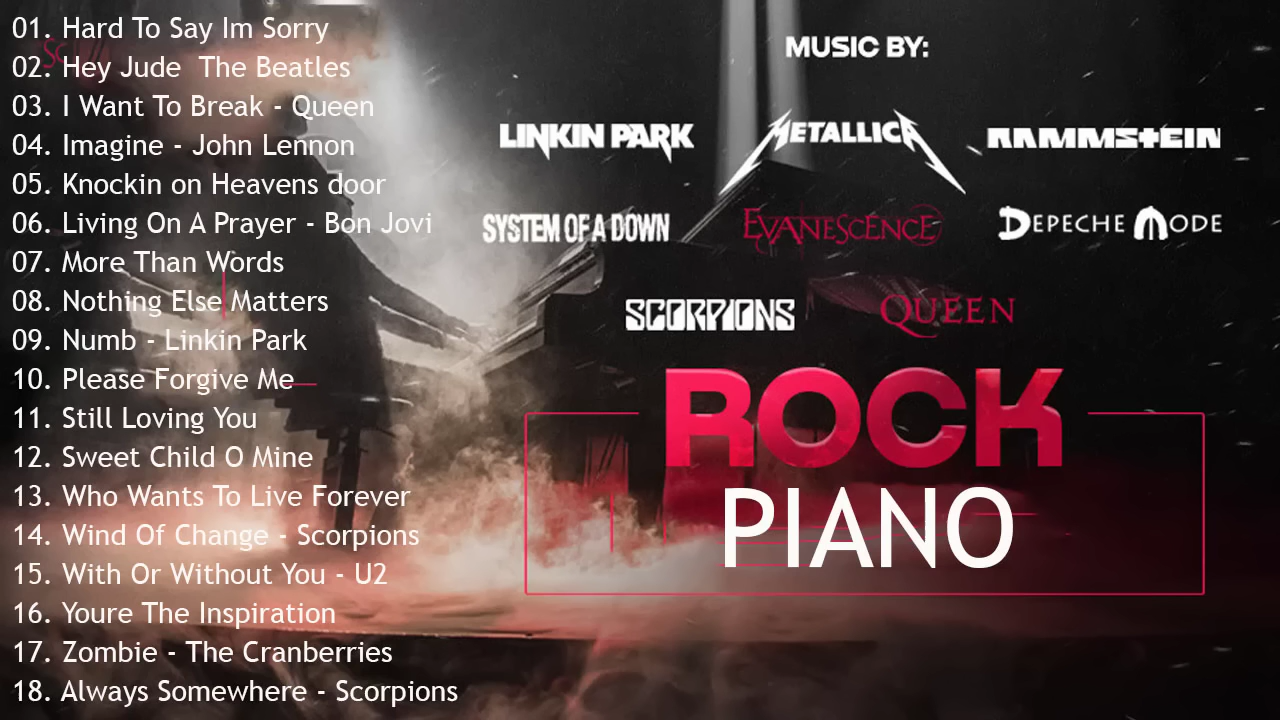 01. Hard To Say Im Sorry
02. Hey Jude  The Beatles
03. I Want To Break - Queen
04. Imagine - John Lennon
05. Knockin on Heavens door
06. Living On A Prayer - Bon Jovi
07. More Than Words
08. Nothing Else Matters
09. Numb - Linkin Park
10. Please Forgive Me
11. Still Loving You
12. Sweet Child O Mine
13. Who Wants To Live Forever
14. Wind Of Change - Scorpions
15. With Or Without You - U2
16. Youre The Inspiration
17. Zombie - The Cranberries
18. Always Somewhere - Scorpions
MUSIC BY:
LINKIN PARK
METALLICA
RAMMSTEIN
SYSTEM OF A DOWN
EVANESCENCE
DEPECHE MODE
SCORPIONS
QUEEN
ROCK
PIANO